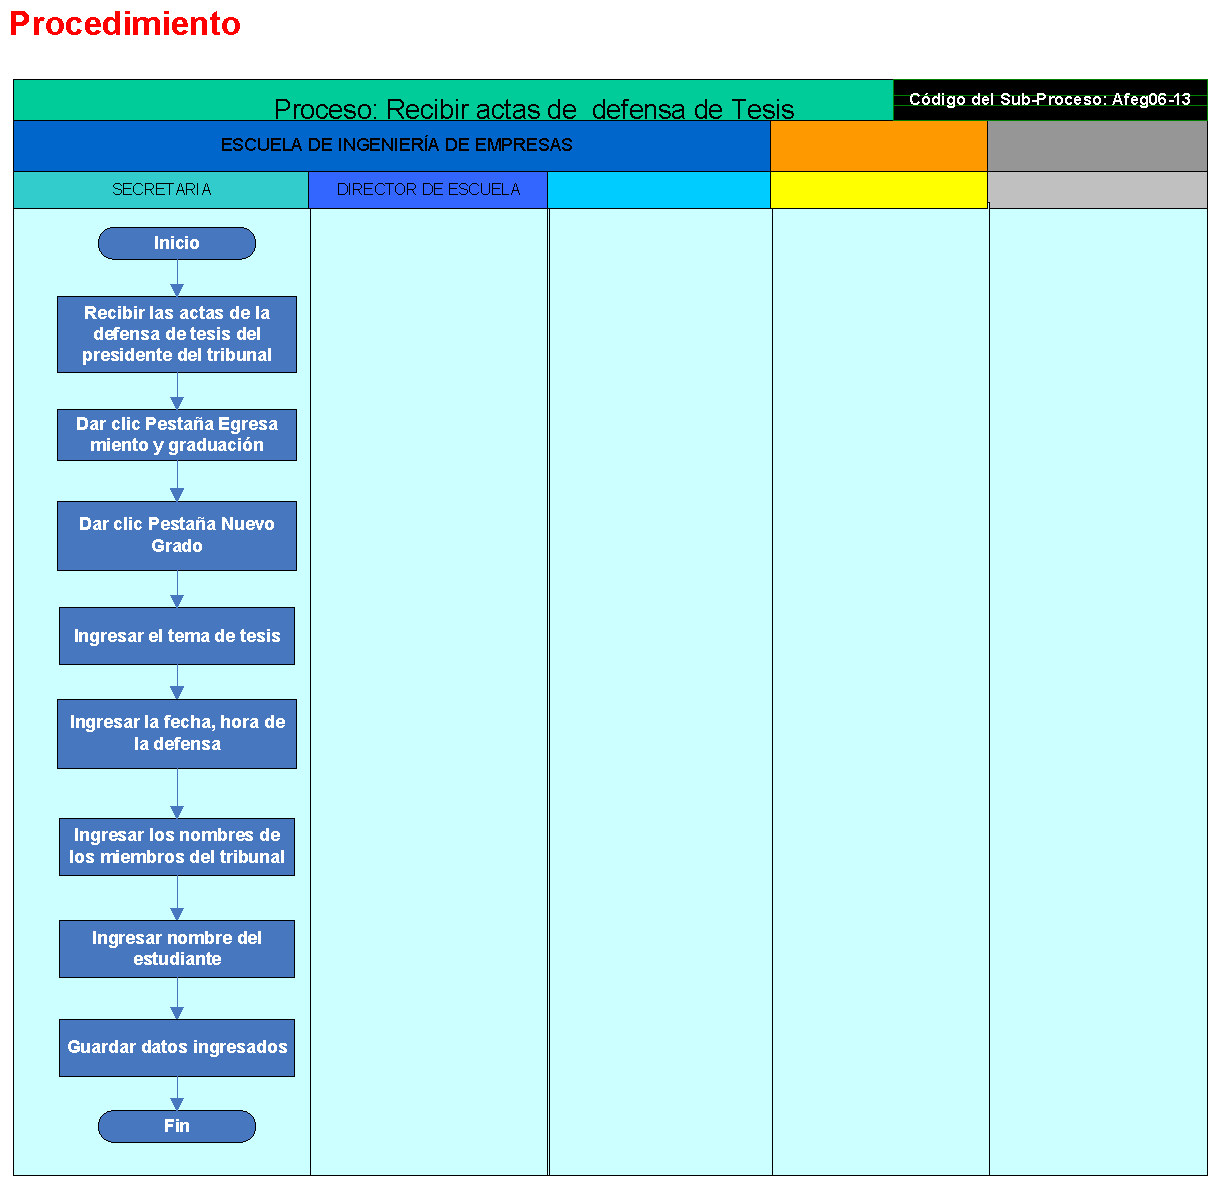 Procedimiento
Proceso: Recibir actas de  defensa de Tesis
Código del Sub-Proceso: Afeg06-13
ESCUELA DE INGENIERÍA DE EMPRESAS
SECRETARIA
DIRECTOR DE ESCUELA
Inicio
Recibir las actas de la
defensa de tesis del
presidente del tribunal
Dar clic Pestaña Egresa
miento y graduación
Dar clic Pestaña Nuevo
Grado
Ingresar el tema de tesis
Ingresar la fecha, hora de
la defensa
Ingresar los nombres de
los miembros del tribunal
Ingresar nombre del
estudiante
Guardar datos ingresados
Fin